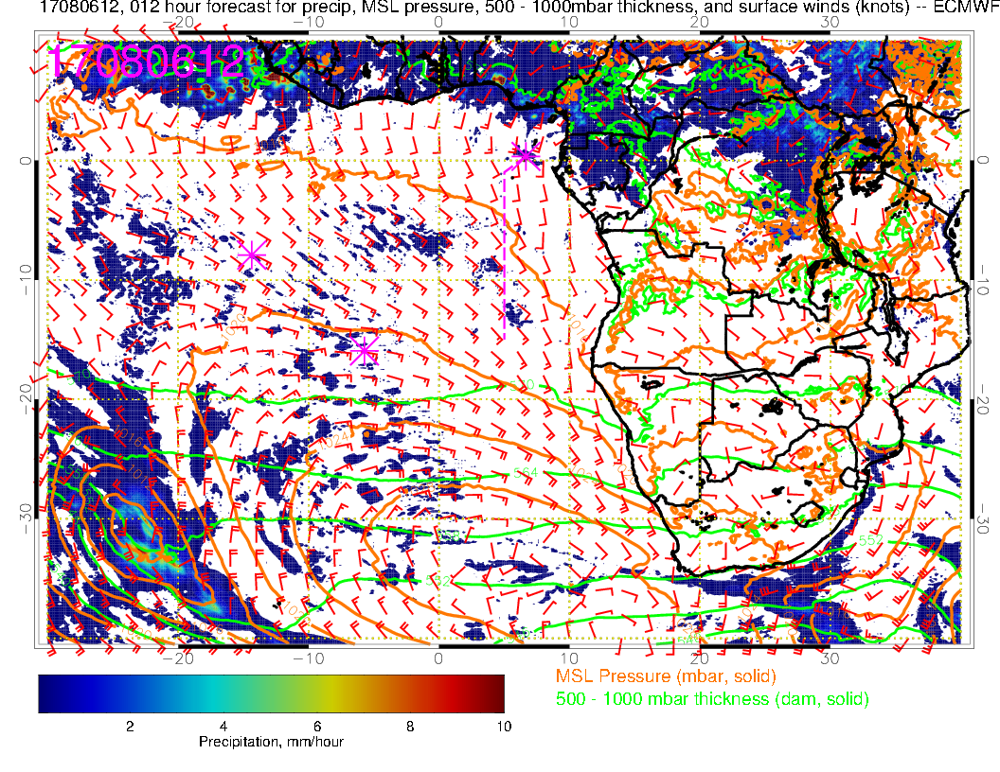 17080612, 012 hour forecast for precip, MSL pressure, 500 - 1000mbar thickness, and surface winds (knots) -- ECMWF
−20 −10 0 10 20 30
17080612
0 0
−10 −10
1020
570
−20 −20
1016
1024
564
−30 −30
552
−20 −10 0 10 20 30
MSL Pressure (mbar, solid)
500 - 1000 mbar thickness (dam, solid)
2 4 6 8 10
Precipitation, mm/hour